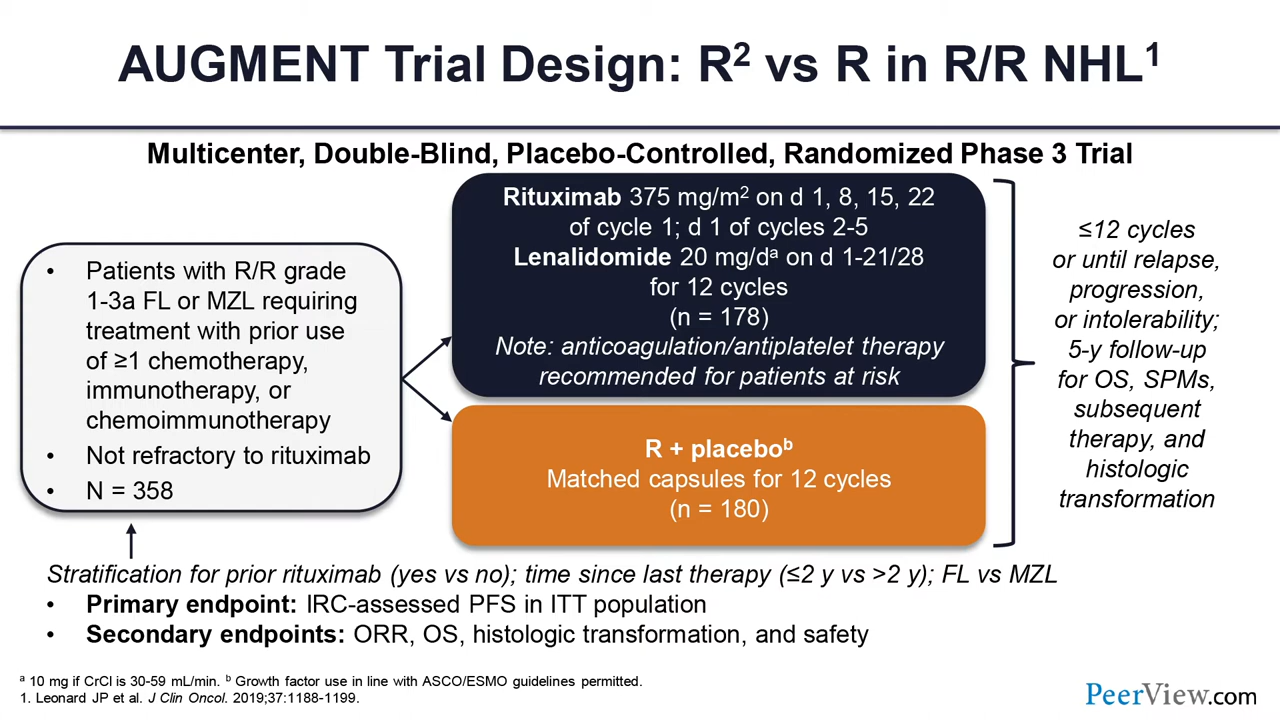 AUGMENT Trial Design: R² vs R in R/R NHL¹
Multicenter, Double-Blind, Placebo-Controlled, Randomized Phase 3 Trial
• Patients with R/R grade
1-3a FL or MZL requiring
treatment with prior use
of ≥1 chemotherapy,
immunotherapy, or
chemoimmunotherapy
• Not refractory to rituximab
• N = 358
Rituximab 375 mg/m² on d 1, 8, 15, 22
of cycle 1; d 1 of cycles 2-5
Lenalidomide 20 mg/dᵃ on d 1-21/28
for 12 cycles
(n = 178)
Note: anticoagulation/antiplatelet therapy
recommended for patients at risk
R + placeboᵇ
Matched capsules for 12 cycles
(n = 180)
≤12 cycles
or until relapse,
progression,
or intolerability;
5-y follow-up
for OS, SPMs,
subsequent
therapy, and
histologic
transformation
Stratification for prior rituximab (yes vs no); time since last therapy (≤2 y vs >2 y); FL vs MZL
• Primary endpoint: IRC-assessed PFS in ITT population
• Secondary endpoints: ORR, OS, histologic transformation, and safety
ᵃ 10 mg if CrCl is 30-59 mL/min. ᵇ Growth factor use in line with ASCO/ESMO guidelines permitted.
1. Leonard JP et al. J Clin Oncol. 2019;37:1188-1199.
PeerView.com